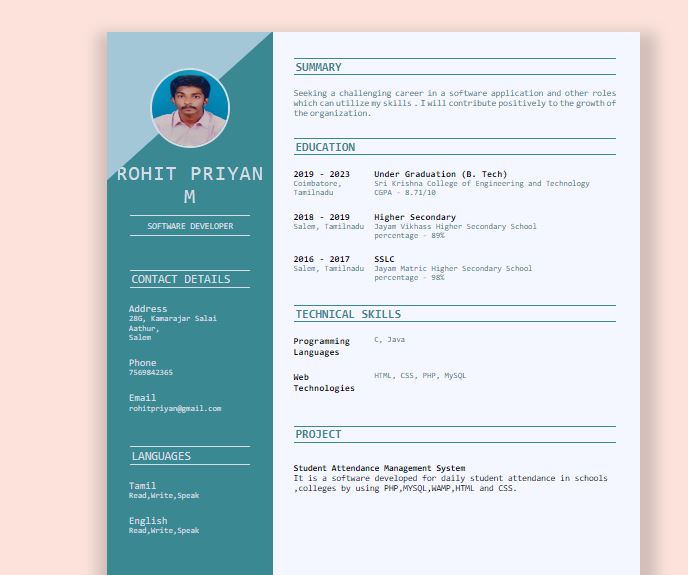 ROHIT PRIYAN
M
SOFTWARE DEVELOPER
CONTACT DETAILS
Address
28G, Kamarajar Salai
Aathur,
Salem
Phone
7569842365
Email
rohitpriyan@gmail.com
LANGUAGES
Tamil
Read,Write,Speak
English
Read,Write,Speak
SUMMARY
Seeking a challenging career in a software application and other roles
which can utilize my skills . I will contribute positively to the growth of
the organization.
EDUCATION
2019 - 2023 Under Graduation (B. Tech)
Coimbatore, Sri Krishna College of Engineering and Technology
Tamilnadu CGPA - 8.71/10
2018 - 2019 Higher Secondary
Salem, Tamilnadu Jayam Vikhass Higher Secondary School
percentage - 89%
2016 - 2017 SSLC
Salem, Tamilnadu Jayam Matric Higher Secondary School
percentage - 98%
TECHNICAL SKILLS
Programming C, Java
Languages
Web HTML, CSS, PHP, MySQL
Technologies
PROJECT
Student Attendance Management System
It is a software developed for daily student attendance in schools
,colleges by using PHP,MYSQL,WAMP,HTML and CSS.